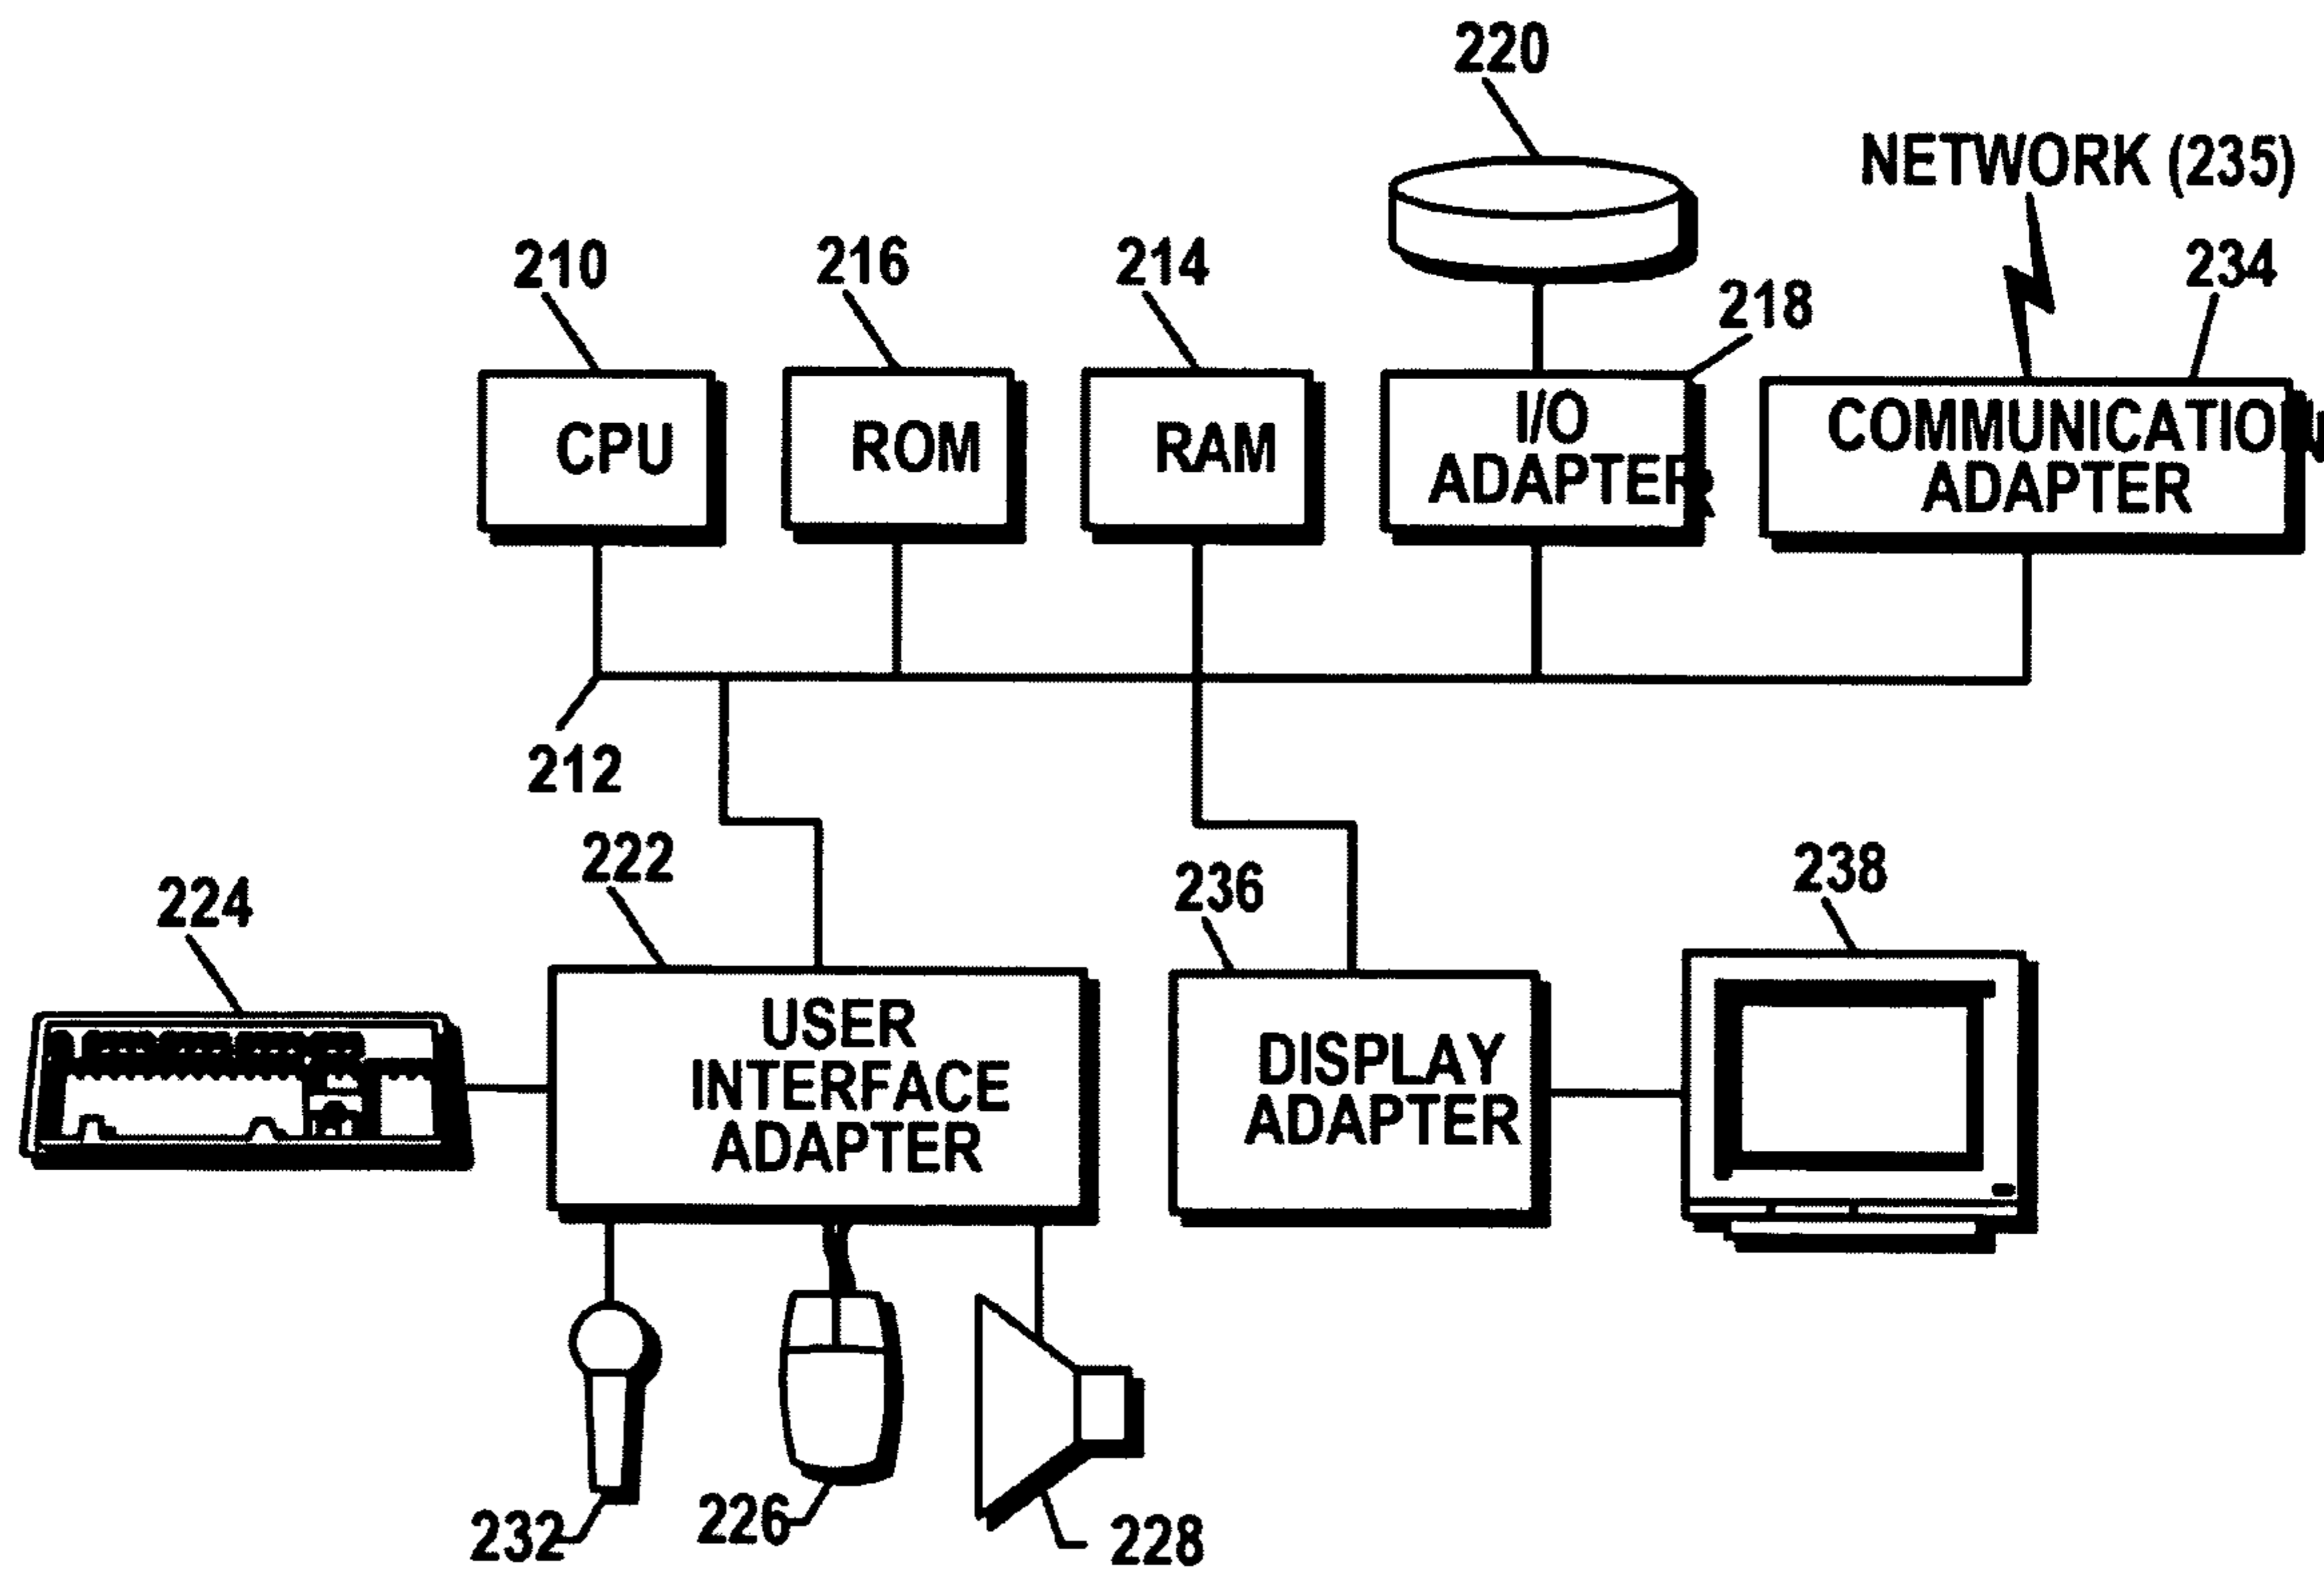 220
NETWORK (235)
210
216
214
218
234
CPU
ROM
RAM
I/O
ADAPTER
COMMUNICATION
ADAPTER
212
222
224
236
238
USER
INTERFACE
ADAPTER
DISPLAY
ADAPTER
232
226
228